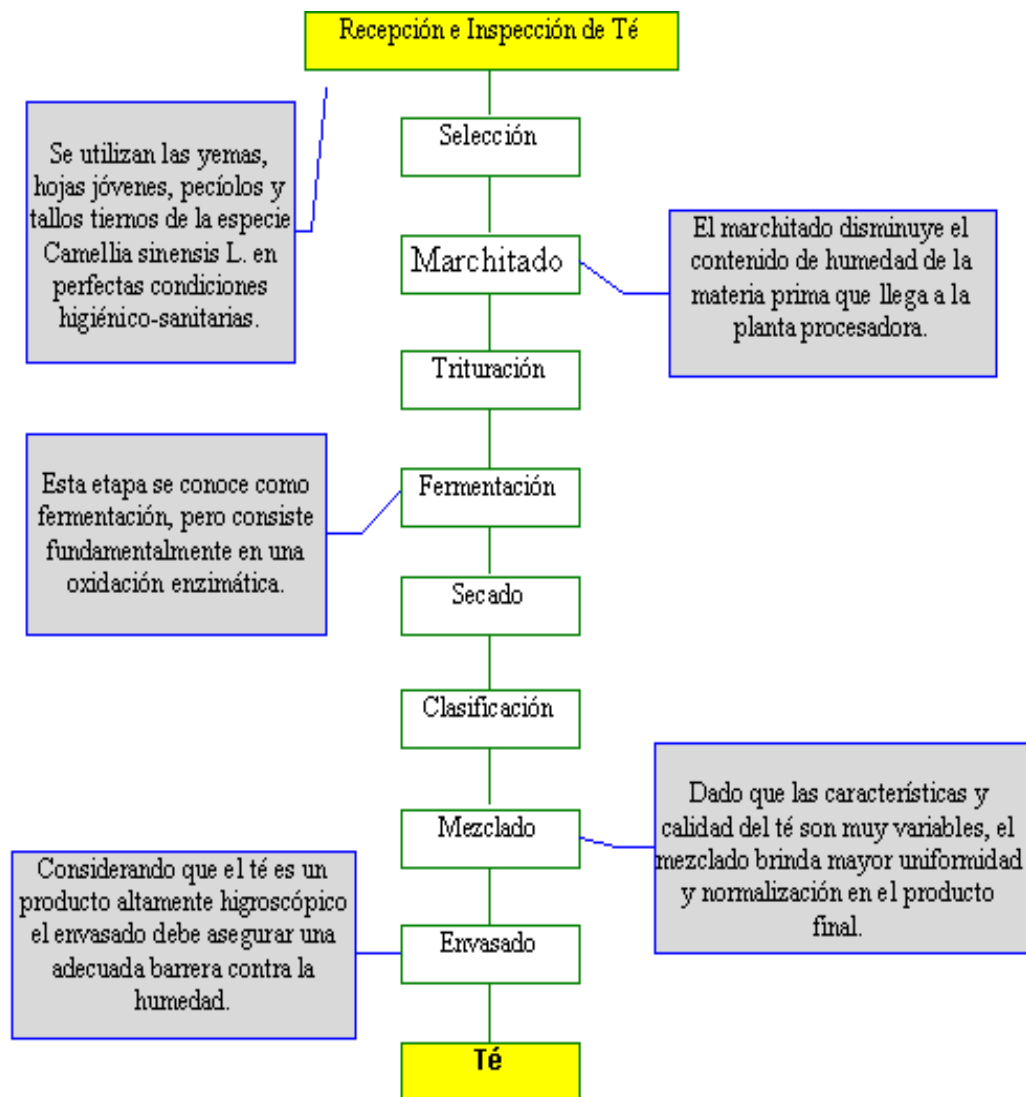 Recepción e Inspección de Té
Selección
Se utilizan las yemas,
hojas jóvenes, pecíolos y
tallos tiernos de la especie
Camellia sinensis L. en
perfectas condiciones
higiénico-sanitarias.
Marchitado
El marchitado disminuye el
contenido de humedad de la
materia prima que llega a la
planta procesadora.
Trituración
Fermentación
Esta etapa se conoce como
fermentación, pero consiste
fundamentalmente en una
oxidación enzimática.
Secado
Clasificación
Mezclado
Dado que las características y
calidad del té son muy variables, el
mezclado brinda mayor uniformidad
y normalización en el producto
final.
Envasado
Considerando que el té es un
producto altamente higroscópico
el envasado debe asegurar una
adecuada barrera contra la
humedad.
Té